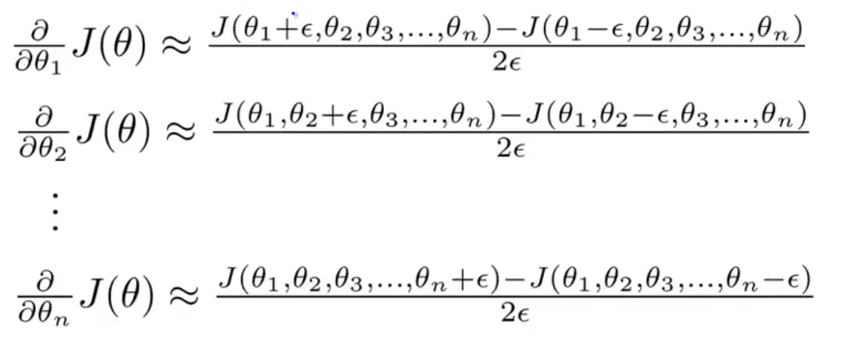 ∂/∂θ₁ J(θ) ≈ J(θ₁+ϵ,θ₂,θ₃,...,θₙ)−J(θ₁−ϵ,θ₂,θ₃,...,θₙ) / 2ϵ
∂/∂θ₂ J(θ) ≈ J(θ₁,θ₂+ϵ,θ₃,...,θₙ)−J(θ₁,θ₂−ϵ,θ₃,...,θₙ) / 2ϵ
⋮
∂/∂θₙ J(θ) ≈ J(θ₁,θ₂,θ₃,...,θₙ+ϵ)−J(θ₁,θ₂,θ₃,...,θₙ−ϵ) / 2ϵ